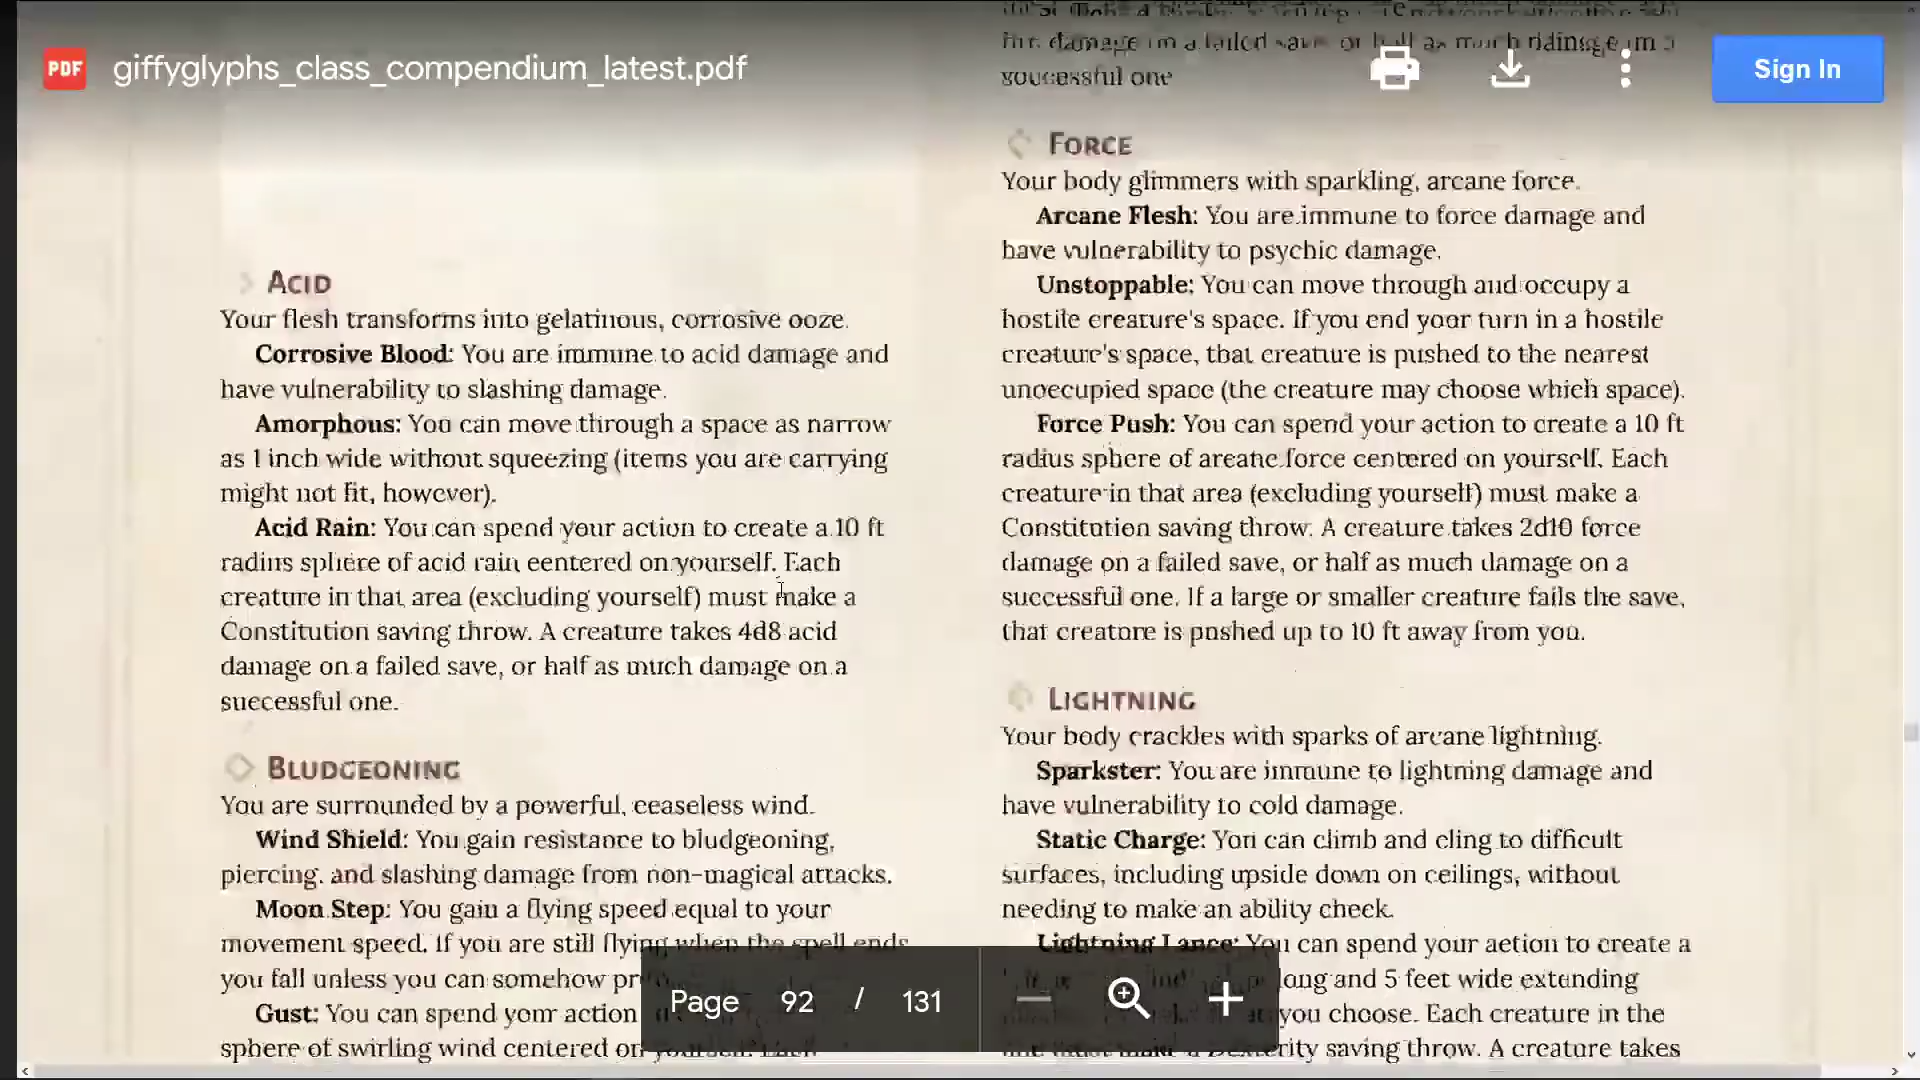 PDF giffyglyphs_class_compendium_latest.pdf
Sign In
ACID
Your flesh transforms into gelatinous, corrosive ooze.
Corrosive Blood: You are immune to acid damage and
have vulnerability to slashing damage.
Amorphous: You can move through a space as narrow
as 1 inch wide without squeezing (items you are carrying
might not fit, however).
Acid Rain: You can spend your action to create a 10 ft
radius sphere of acid rain centered on yourself. Each
creature in that area (excluding yourself) must make a
Constitution saving throw. A creature takes 4d8 acid
damage on a failed save, or half as much damage on a
successful one.
BLUDGEONING
You are surrounded by a powerful, ceaseless wind.
Wind Shield: You gain resistance to bludgeoning,
piercing, and slashing damage from non-magical attacks.
Moon Step: You gain a flying speed equal to your
movement speed. If you are still flying when the spell ends
you fall unless you can somehow
Gust: You can spend your action
sphere of swirling wind centered on
damage on a failed save, or half as much
successful one
FORCE
Your body glimmers with sparkling, arcane force.
Arcane Flesh: You are immune to force damage and
have vulnerability to psychic damage.
Unstoppable: You can move through and occupy a
hostile creature's space. If you end your turn in a hostile
creature's space, that creature is pushed to the nearest
unoccupied space (the creature may choose which space).
Force Push: You can spend your action to create a 10 ft
radius sphere of arcane force centered on yourself. Each
creature in that area (excluding yourself) must make a
Constitution saving throw. A creature takes 2d10 force
damage on a failed save, or half as much damage on a
successful one. If a large or smaller creature fails the save,
that creature is pushed up to 10 ft away from you.
LIGHTNING
Your body crackles with sparks of arcane lightning.
Sparkster: You are immune to lightning damage and
have vulnerability to cold damage.
Static Charge: You can climb and cling to difficult
surfaces, including upside down on ceilings, without
needing to make an ability check.
Lightning Lance: You can spend your action to create a
long and 5 feet wide extending
you choose. Each creature in the
saving throw. A creature takes
Page 92 / 131